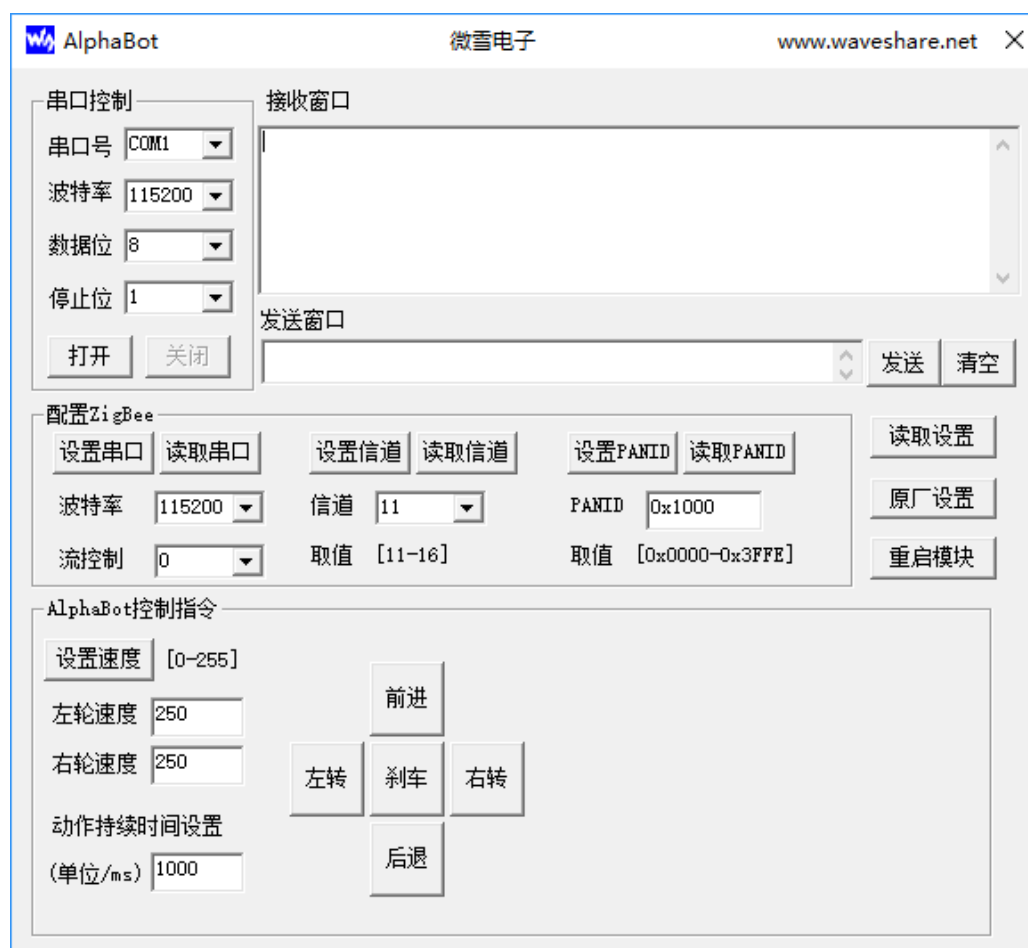 AlphaBot 微雪电子 www.waveshare.net
串口控制
串口号 COM1
波特率 115200
数据位 8
停止位 1
打开 关闭
接收窗口
发送窗口
发送 清空
配置ZigBee
设置串口 读取串口 设置信道 读取信道 设置PANID 读取PANID
波特率 115200 信道 11 PANID 0x1000
流控制 0 取值 [11-16] 取值 [0x0000-0x3FFE]
读取设置
原厂设置
重启模块
AlphaBot控制指令
设置速度 [0-255]
左轮速度 250
右轮速度 250
动作持续时间设置
(单位/ms) 1000
前进
左转 刹车 右转
后退